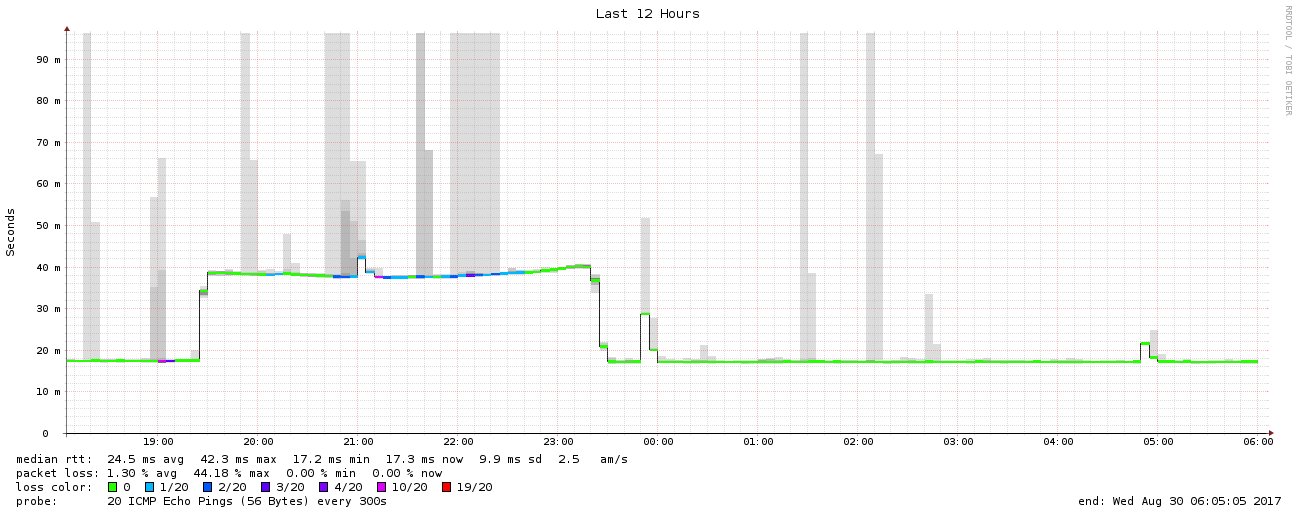 Last 12 Hours
RRDTOOL / TOBI OETIKER
Seconds
90 m
80 m
70 m
60 m
50 m
40 m
30 m
20 m
10 m
0
19:00 20:00 21:00 22:00 23:00 00:00 01:00 02:00 03:00 04:00 05:00 06:00
median rtt: 24.5 ms avg 42.3 ms max 17.2 ms min 17.3 ms now 9.9 ms sd 2.5 am/s
packet loss: 1.30 % avg 44.18 % max 0.00 % min 0.00 % now
loss color: 0 1/20 2/20 3/20 4/20 10/20 19/20
probe: 20 ICMP Echo Pings (56 Bytes) every 300s end: Wed Aug 30 06:05:05 2017